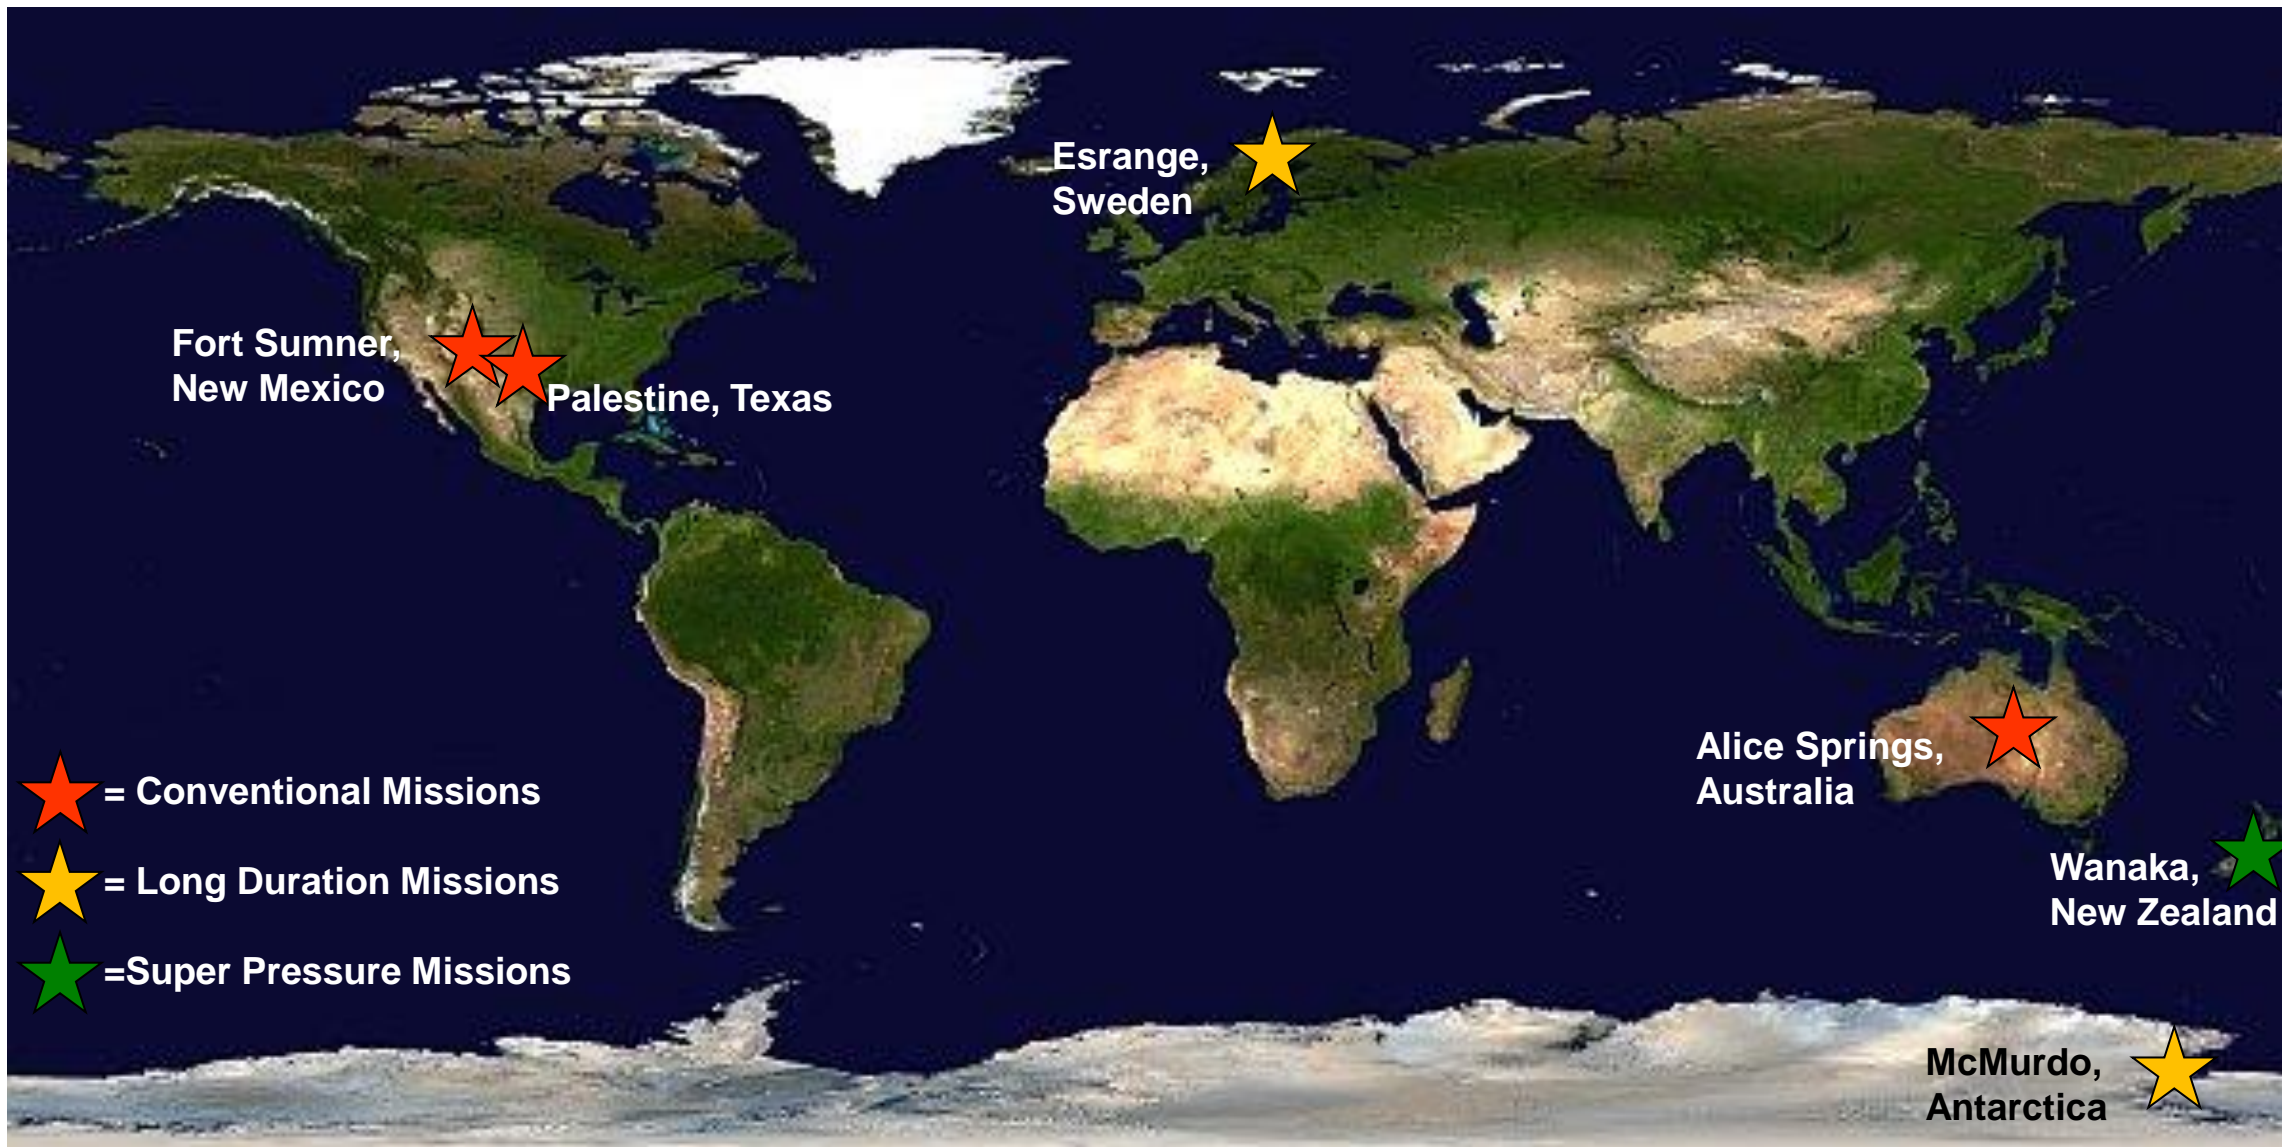 Esrange,
Sweden
Fort Sumner,
New Mexico
Palestine, Texas
Alice Springs,
Australia
= Conventional Missions
Wanaka,
New Zealand
= Long Duration Missions
=Super Pressure Missions
McMurdo,
Antarctica